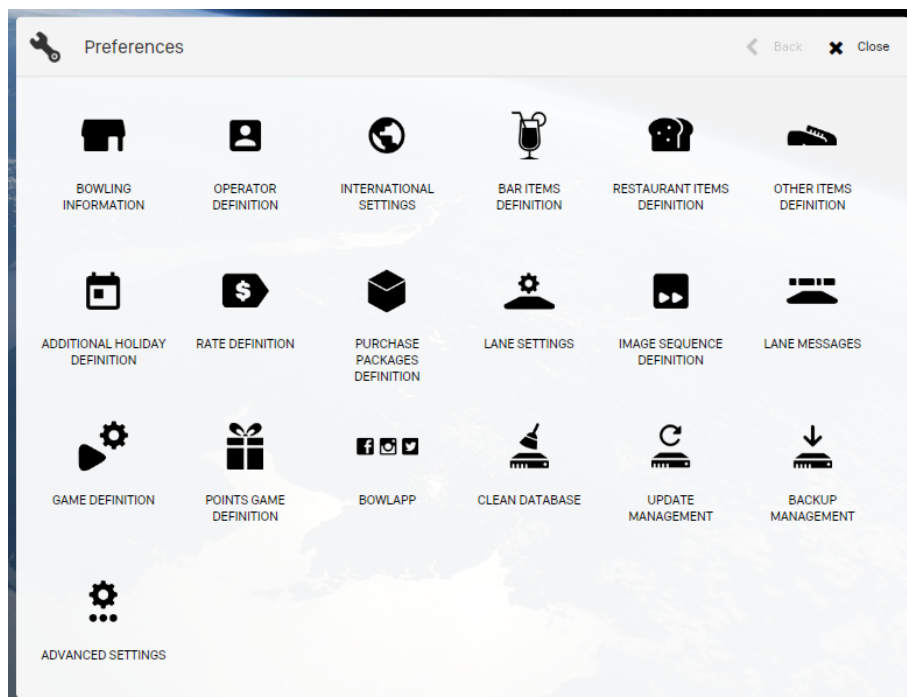 Preferences
Back
Close
BOWLING
INFORMATION
OPERATOR
DEFINITION
INTERNATIONAL
SETTINGS
BAR ITEMS
DEFINITION
RESTAURANT ITEMS
DEFINITION
OTHER ITEMS
DEFINITION
ADDITIONAL HOLIDAY
DEFINITION
RATE DEFINITION
PURCHASE
PACKAGES
DEFINITION
LANE SETTINGS
IMAGE SEQUENCE
DEFINITION
LANE MESSAGES
GAME DEFINITION
POINTS GAME
DEFINITION
BOWLAPP
CLEAN DATABASE
UPDATE
MANAGEMENT
BACKUP
MANAGEMENT
ADVANCED SETTINGS